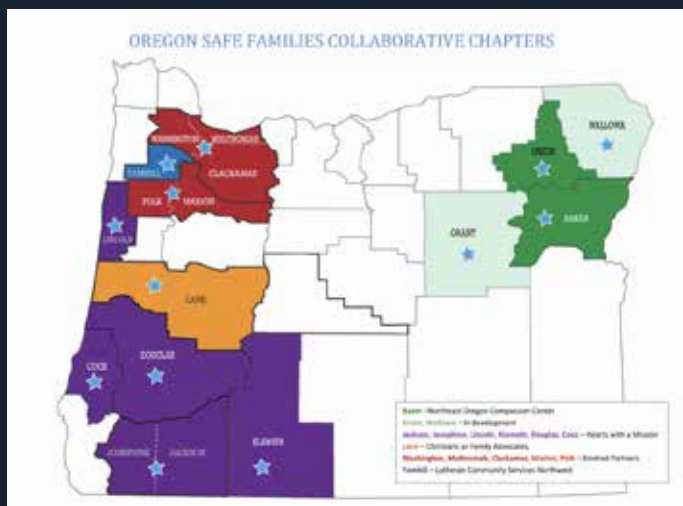 OREGON SAFE FAMILIES COLLABORATIVE CHAPTERS
WALLOWA
WASHINGTON
MULTNOMAH
UNION
YAMHILL
CLACKAMAS
POLK
MARION
BAKER
LINCOLN
GRANT
LANE
COOS
DOUGLAS
JOSEPHINE
JACKSON
KLAMATH
Northeast Oregon Compassion Center
Grant, Wallowa – In development
Jackson, Josephine, Lincoln, Klamath, Douglas, Coos – Hearts with a Mission
Lane – Christians as Family Advocates,
Washington, Multnomah, Clackamas, Marion, Polk – Kindred Partners
Yamhill – Lutheran Community Services Northwest